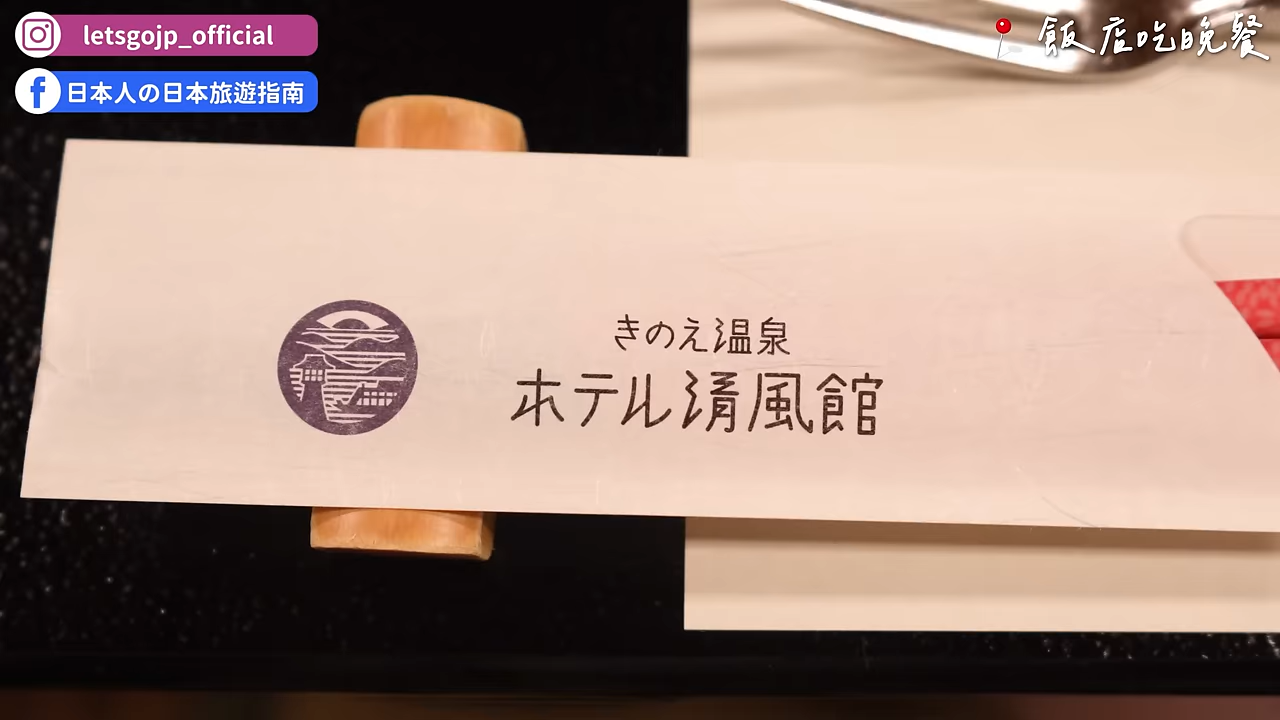 letsgojp_official
日本人の日本旅遊指南
飯店吃晚餐
きのえ温泉
ホテル清風館